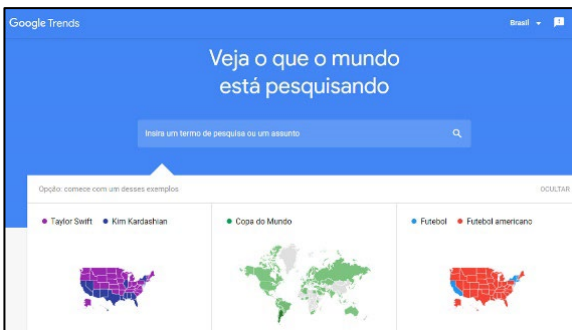 Google Trends
Brasil
Veja o que o mundo
está pesquisando
Insira um termo de pesquisa ou um assunto
Opção: comece com um desses exemplos
OCULTAR
Taylor Swift Kim Kardashian
Copa do Mundo
Futebol Futebol americano